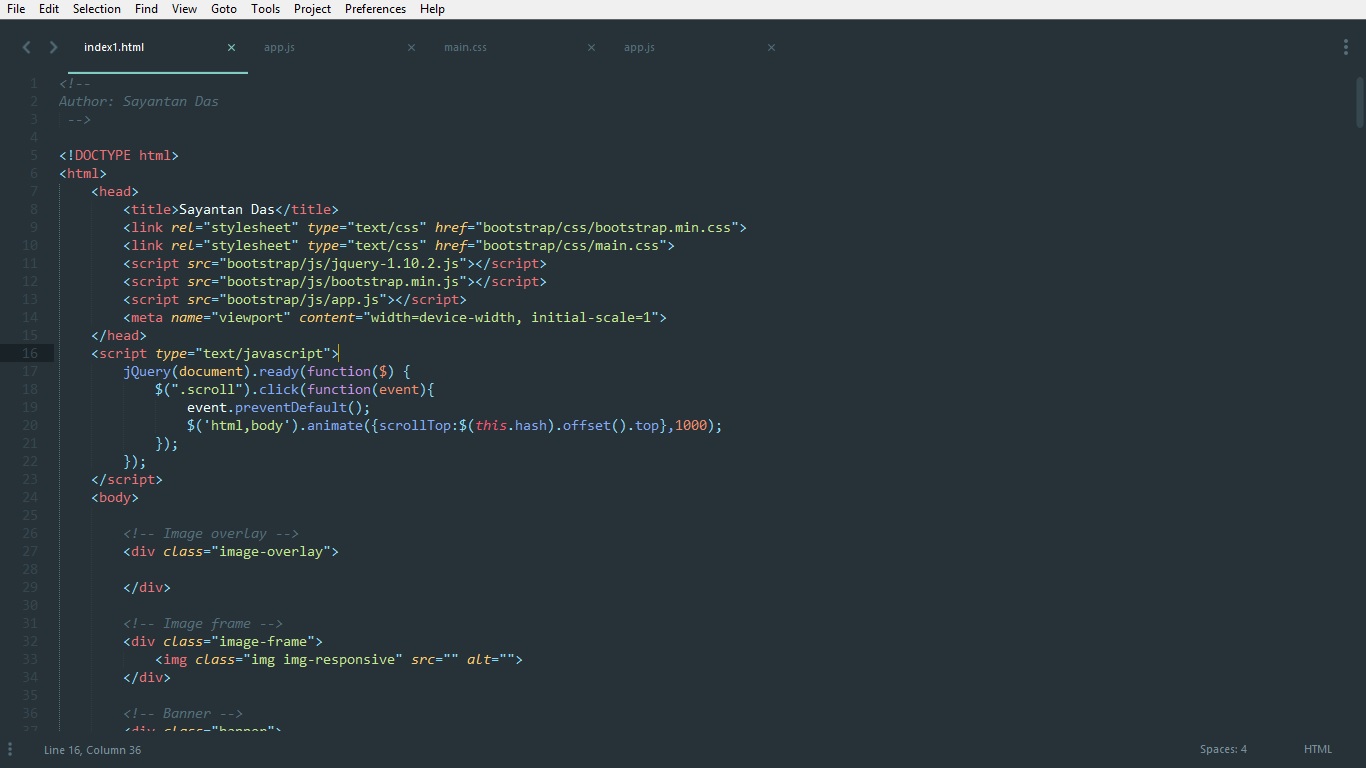 File Edit Selection Find View Goto Tools Project Preferences Help
index1.html × app.js × main.css × app.js ×
1 <!--
2 Author: Sayantan Das
3 -->
4
5 <!DOCTYPE html>
6 <html>
7 <head>
8 <title>Sayantan Das</title>
9 <link rel="stylesheet" type="text/css" href="bootstrap/css/bootstrap.min.css">
10 <link rel="stylesheet" type="text/css" href="bootstrap/css/main.css">
11 <script src="bootstrap/js/jquery-1.10.2.js"></script>
12 <script src="bootstrap/js/bootstrap.min.js"></script>
13 <script src="bootstrap/js/app.js"></script>
14 <meta name="viewport" content="width=device-width, initial-scale=1">
15 </head>
16 <script type="text/javascript">
17 jQuery(document).ready(function($) {
18 $(".scroll").click(function(event){
19 event.preventDefault();
20 $('html,body').animate({scrollTop:$(this.hash).offset().top},1000);
21 });
22 });
23 </script>
24 <body>
25
26 <!-- Image overlay -->
27 <div class="image-overlay">
28
29 </div>
30
31 <!-- Image frame -->
32 <div class="image-frame">
33 <img class="img img-responsive" src="" alt="">
34 </div>
35
36 <!-- Banner -->
37 <div class="banner">
Line 16, Column 36 Spaces: 4 HTML